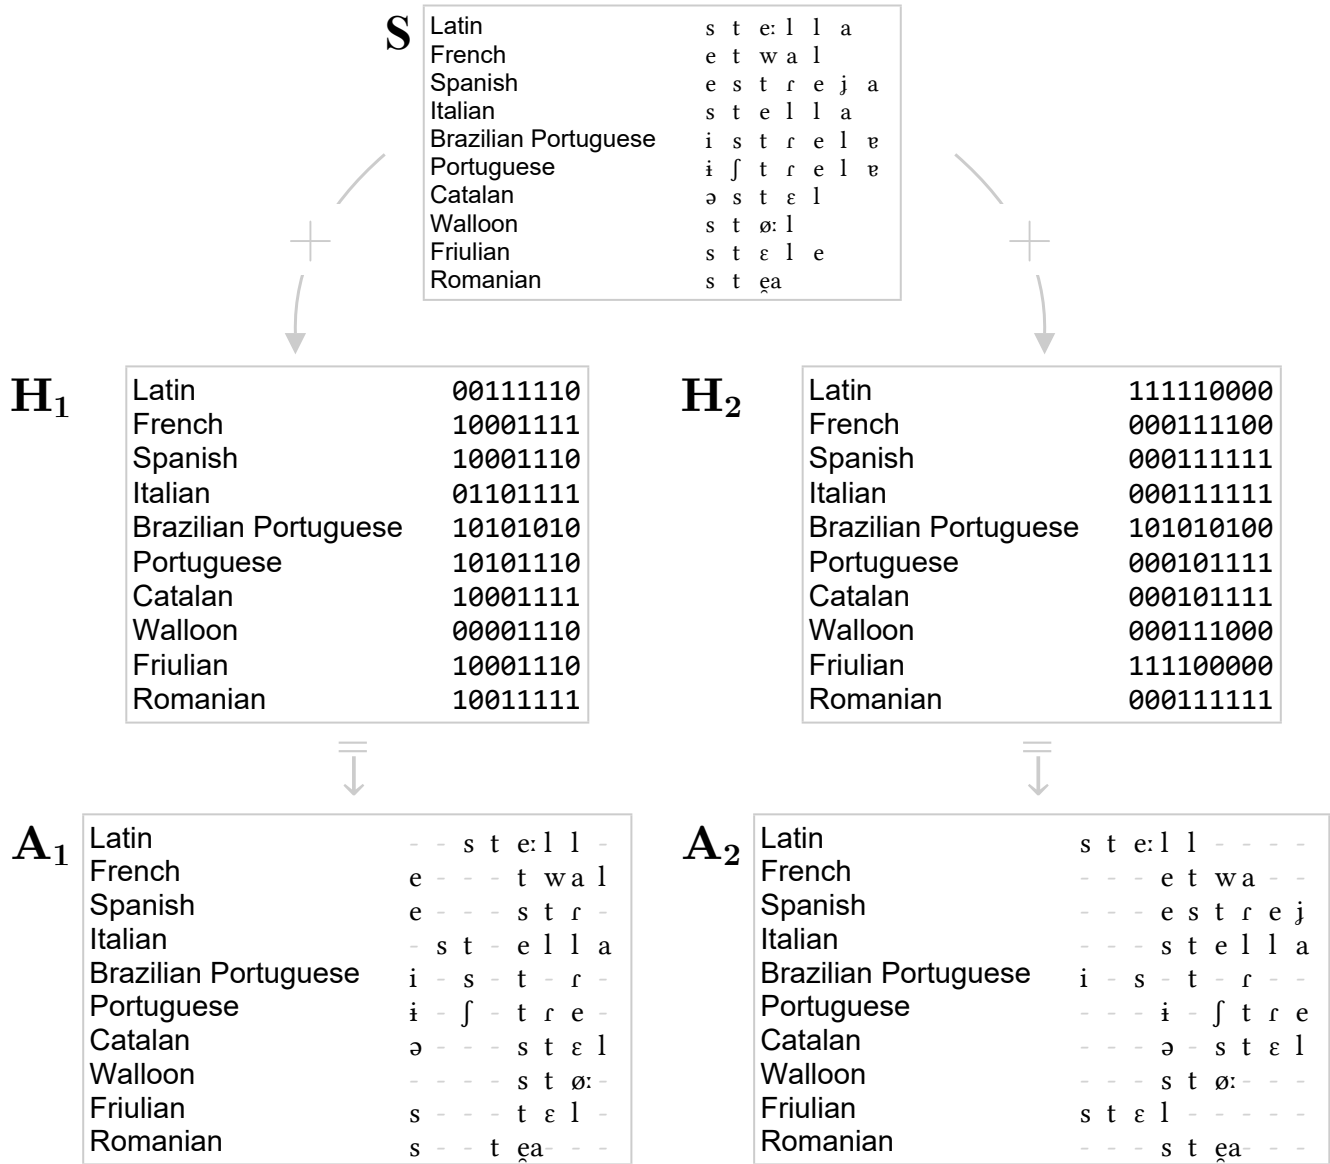 S
Latin s t eː l l a
French e t w a l
Spanish e s t ɾ e ʝ a
Italian s t e l l a
Brazilian Portuguese i s t ɾ e l ɐ
Portuguese ɨ ʃ t ɾ e l ɐ
Catalan ə s t ɛ l
Walloon s t øː l
Friulian s t ɛ l e
Romanian s t e̯a
H₁
Latin 00111110
French 10001111
Spanish 10001110
Italian 01101111
Brazilian Portuguese 10101010
Portuguese 10101110
Catalan 10001111
Walloon 00001110
Friulian 10001110
Romanian 10011111
H₂
Latin 111110000
French 000111100
Spanish 000111111
Italian 000111111
Brazilian Portuguese 101010100
Portuguese 000101111
Catalan 000101111
Walloon 000111000
Friulian 111100000
Romanian 000111111
A₁
Latin - - s t eː l l -
French e - - - t w a l
Spanish e - - - s t ɾ -
Italian - s t - e l l a
Brazilian Portuguese i - s - t - ɾ -
Portuguese ɨ - ʃ - t ɾ e -
Catalan ə - - - s t ɛ l
Walloon - - - - s t øː -
Friulian s - - - t ɛ l -
Romanian s - - t e̯a - - -
A₂
Latin s t eː l l - - - -
French - - - e t w a - -
Spanish - - - e s t ɾ e ʝ
Italian - - - s t e l l a
Brazilian Portuguese i - s - t - ɾ - -
Portuguese - - - ɨ - ʃ t ɾ e
Catalan - - - ə - s t ɛ l
Walloon - - - s t øː - - -
Friulian s t ɛ l - - - - -
Romanian - - - s t e̯a - - -